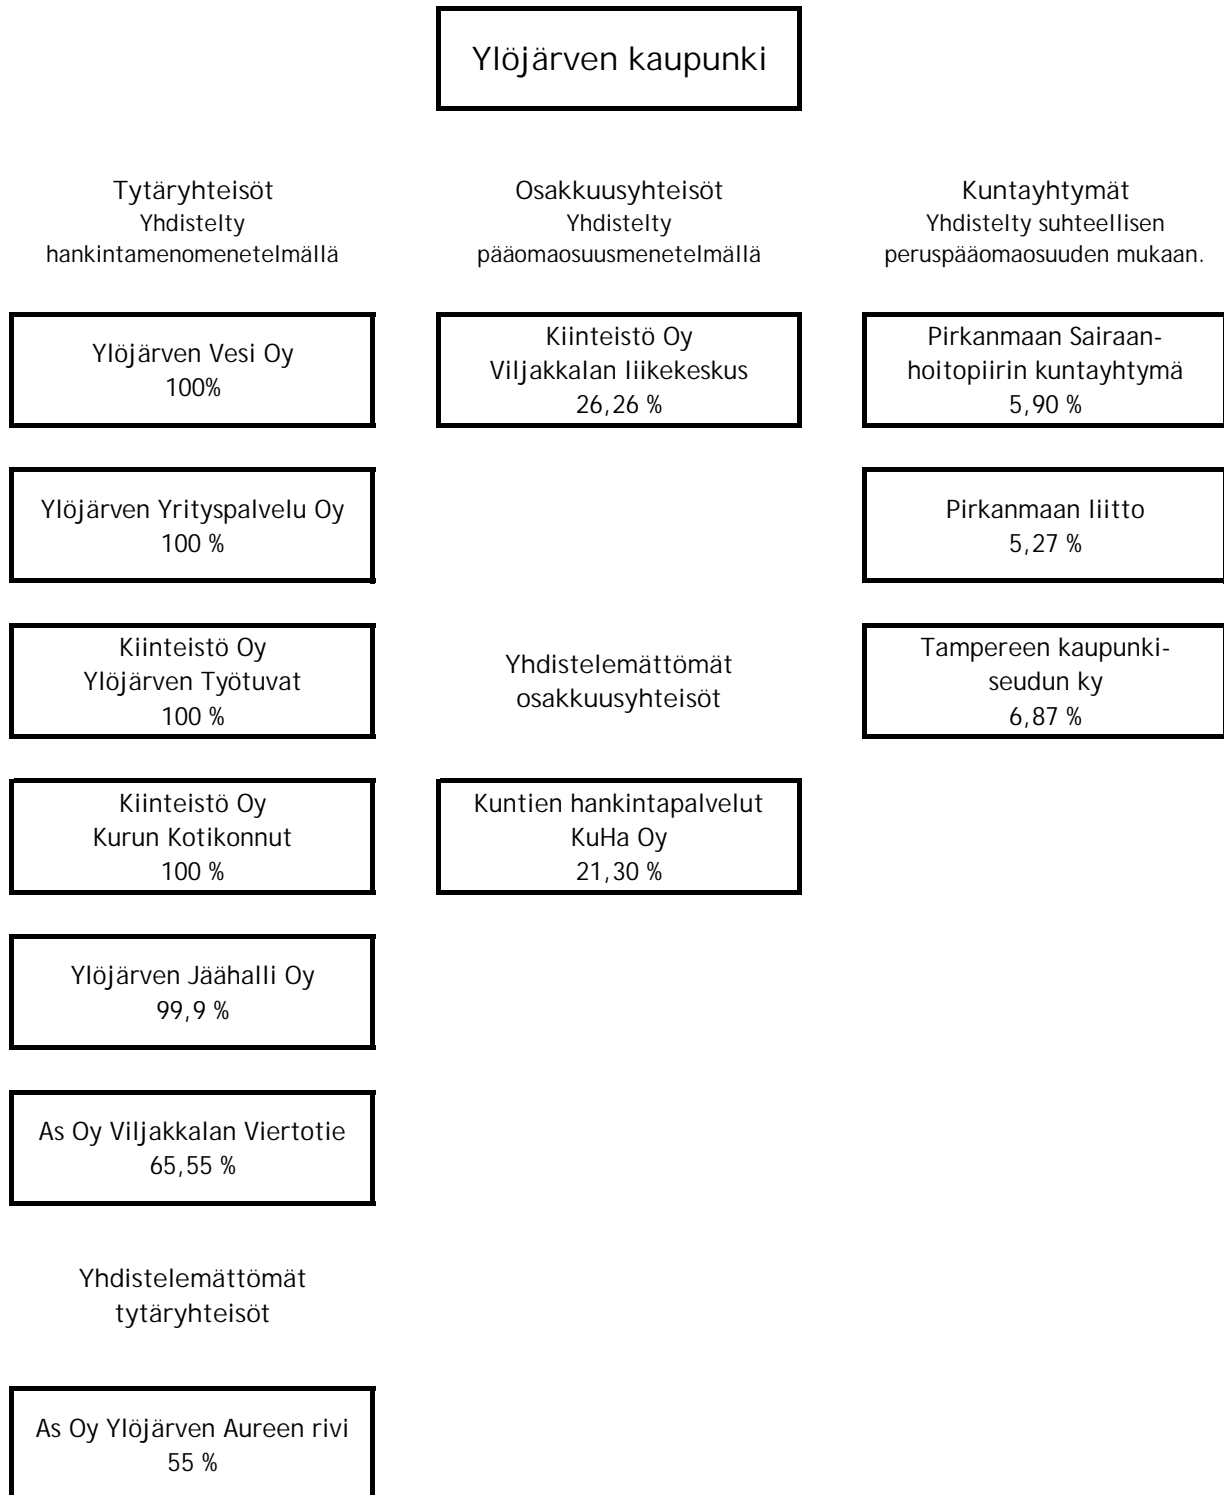 Ylöjärven kaupunki
Tytäryhteisöt
Yhdistelty
hankintamenomenetelmällä
Osakkuusyhteisöt
Yhdistelty
pääomaosuusmenetelmällä
Kuntayhtymät
Yhdistelty suhteellisen
peruspääomaosuuden mukaan.
Ylöjärven Vesi Oy
100%
Kiinteistö Oy
Viljakkalan liikekeskus
26,26 %
Pirkanmaan Sairaan-
hoitopiirin kuntayhtymä
5,90 %
Ylöjärven Yrityspalvelu Oy
100 %
Pirkanmaan liitto
5,27 %
Kiinteistö Oy
Ylöjärven Työtuvat
100 %
Yhdistelemättömät
osakkuusyhteisöt
Tampereen kaupunki-
seudun ky
6,87 %
Kiinteistö Oy
Kurun Kotikonnut
100 %
Kuntien hankintapalvelut
KuHa Oy
21,30 %
Ylöjärven Jäähalli Oy
99,9 %
As Oy Viljakkalan Viertotie
65,55 %
Yhdistelemättömät
tytäryhteisöt
As Oy Ylöjärven Aureen rivi
55 %